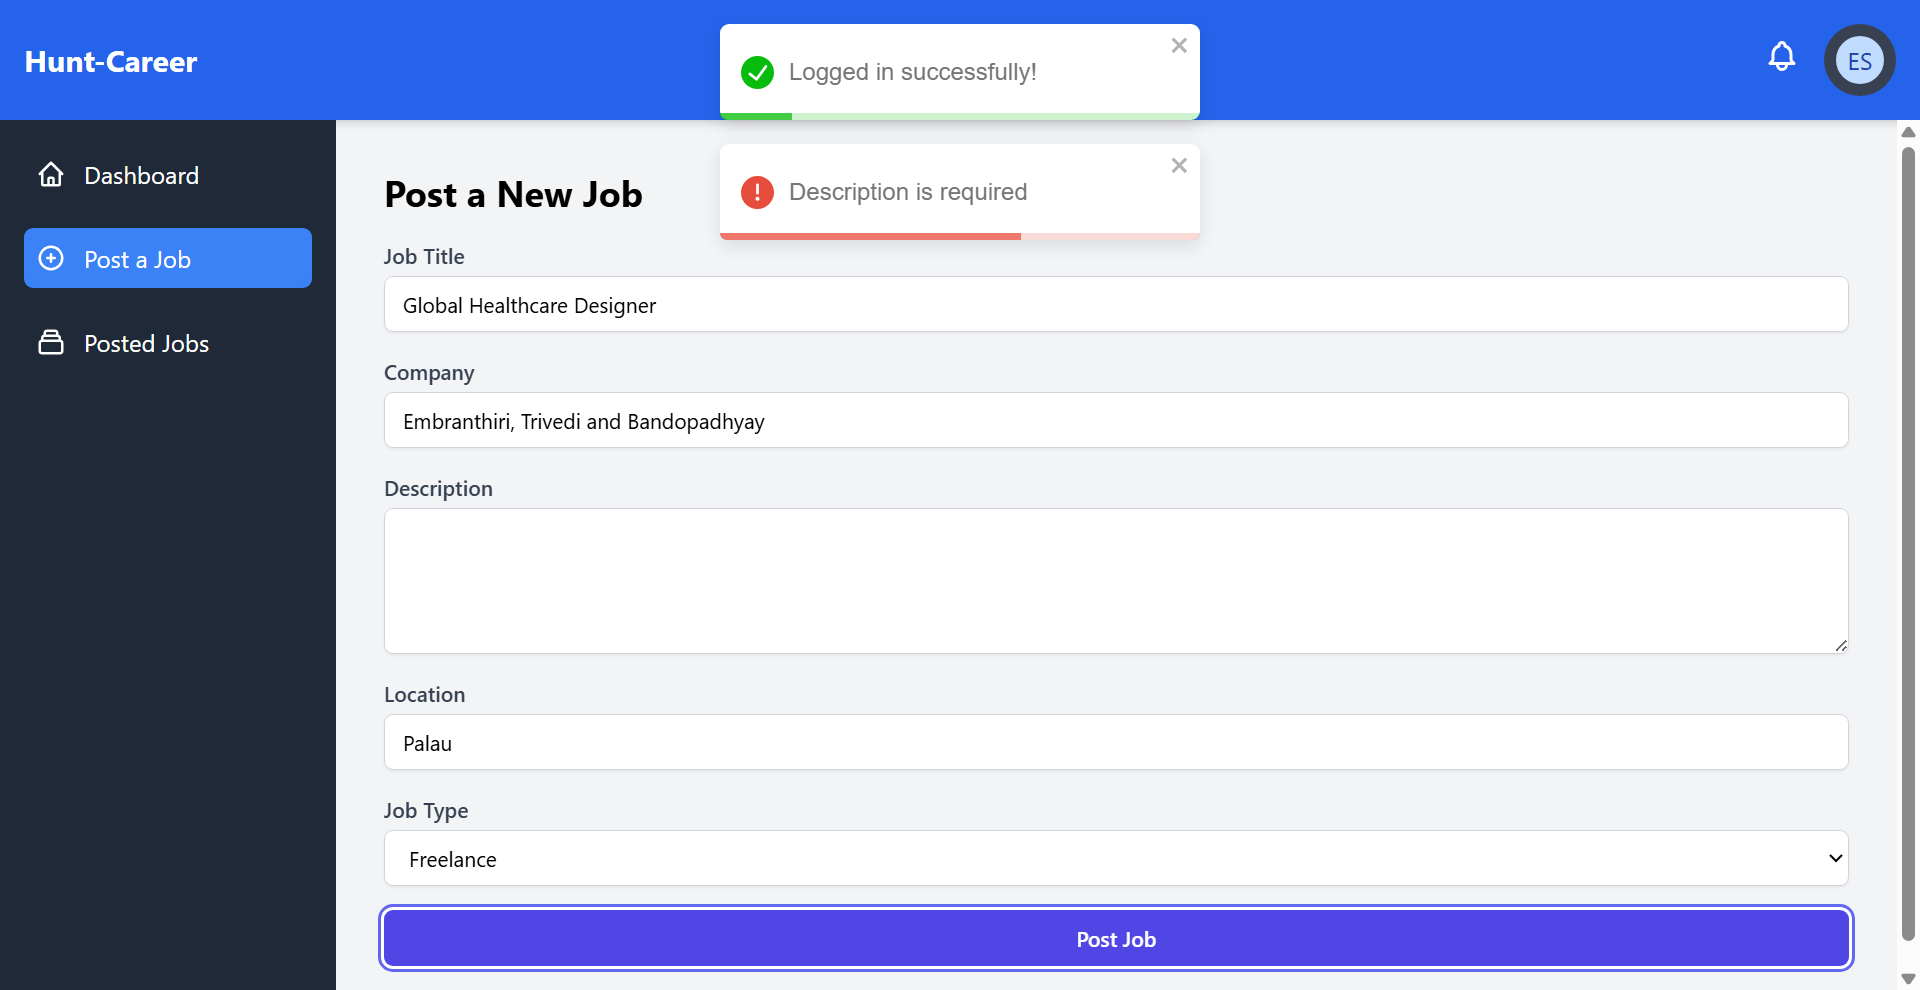 Hunt-Career
Logged in successfully!
ES
Description is required
Dashboard
Post a Job
Posted Jobs
Post a New Job
Job Title
Global Healthcare Designer
Company
Embranthiri, Trivedi and Bandopadhyay
Description
Location
Palau
Job Type
Freelance
Post Job